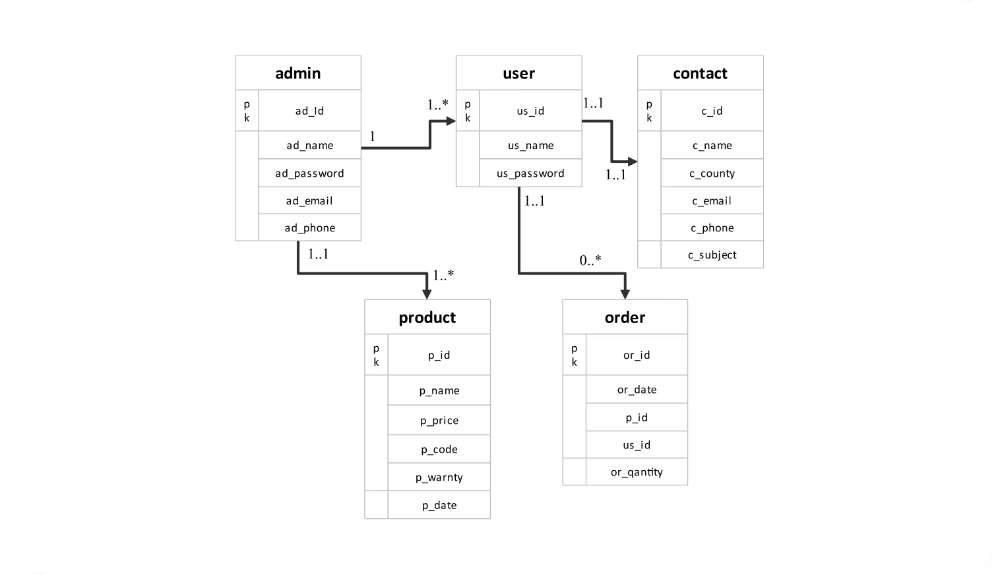 admin
p
k
ad_Id
ad_name
ad_password
ad_email
ad_phone
1
1..*
user
p
k
us_id
us_name
us_password
1..1
1..1
contact
p
k
c_id
c_name
c_county
c_email
c_phone
c_subject
1..1
1..*
1..1
0..*
product
p
k
p_id
p_name
p_price
p_code
p_warnty
p_date
order
p
k
or_id
or_date
p_id
us_id
or_qantity